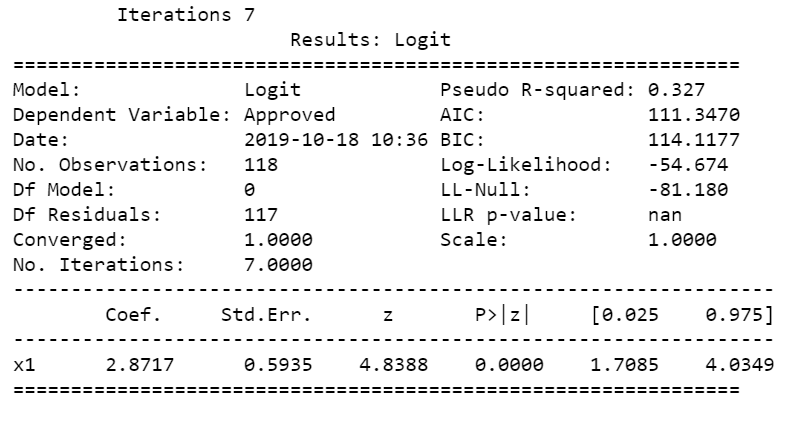 Iterations 7
Results: Logit
===============================================================
Model: Logit Pseudo R-squared: 0.327
Dependent Variable: Approved AIC: 111.3470
Date: 2019-10-18 10:36 BIC: 114.1177
No. Observations: 118 Log-Likelihood: -54.674
Df Model: 0 LL-Null: -81.180
Df Residuals: 117 LLR p-value: nan
Converged: 1.0000 Scale: 1.0000
No. Iterations: 7.0000
------------------------------------------------------------------
Coef. Std.Err. z P>|z| [0.025 0.975]
------------------------------------------------------------------
x1 2.8717 0.5935 4.8388 0.0000 1.7085 4.0349
===============================================================